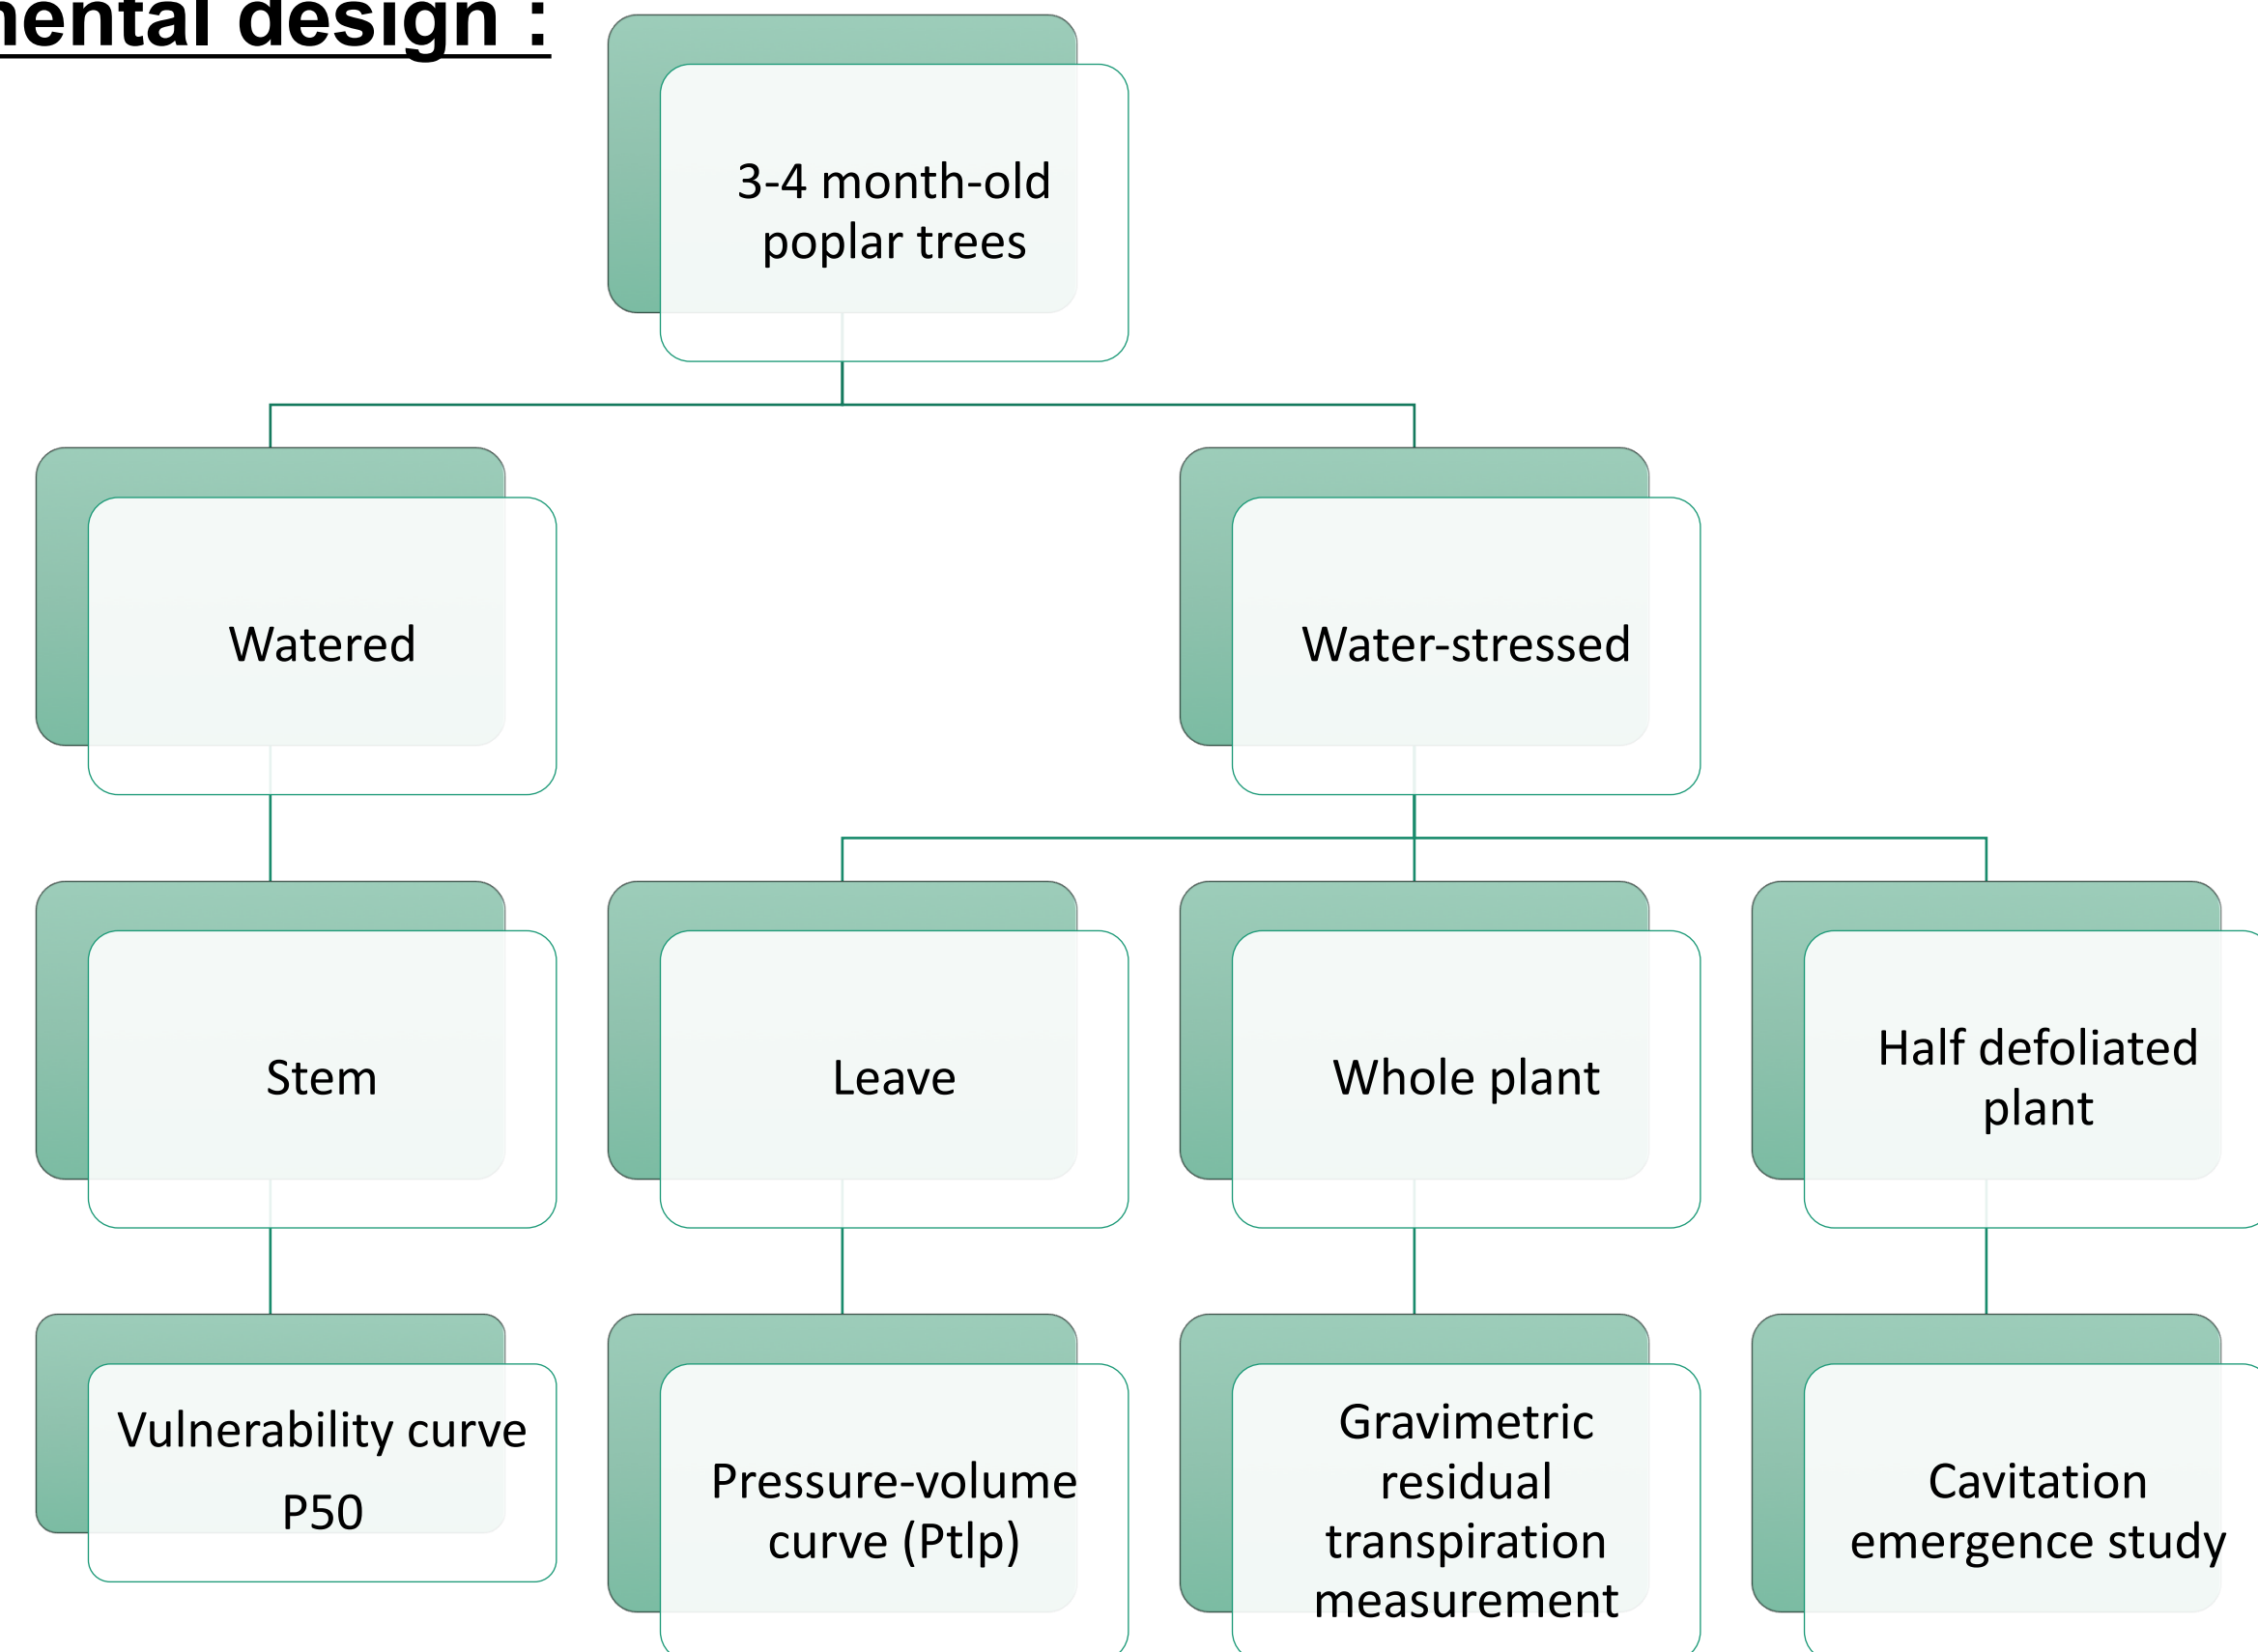 mental design :
3-4 month-old
poplar trees
Watered
Water-stressed
Stem
Leave
Whole plant
Half defoliated
plant
Vulnerability curve
P50
Pressure-volume
curve (Ptlp)
Gravimetric
residual
transpiration
measurement
Cavitation
emergence study